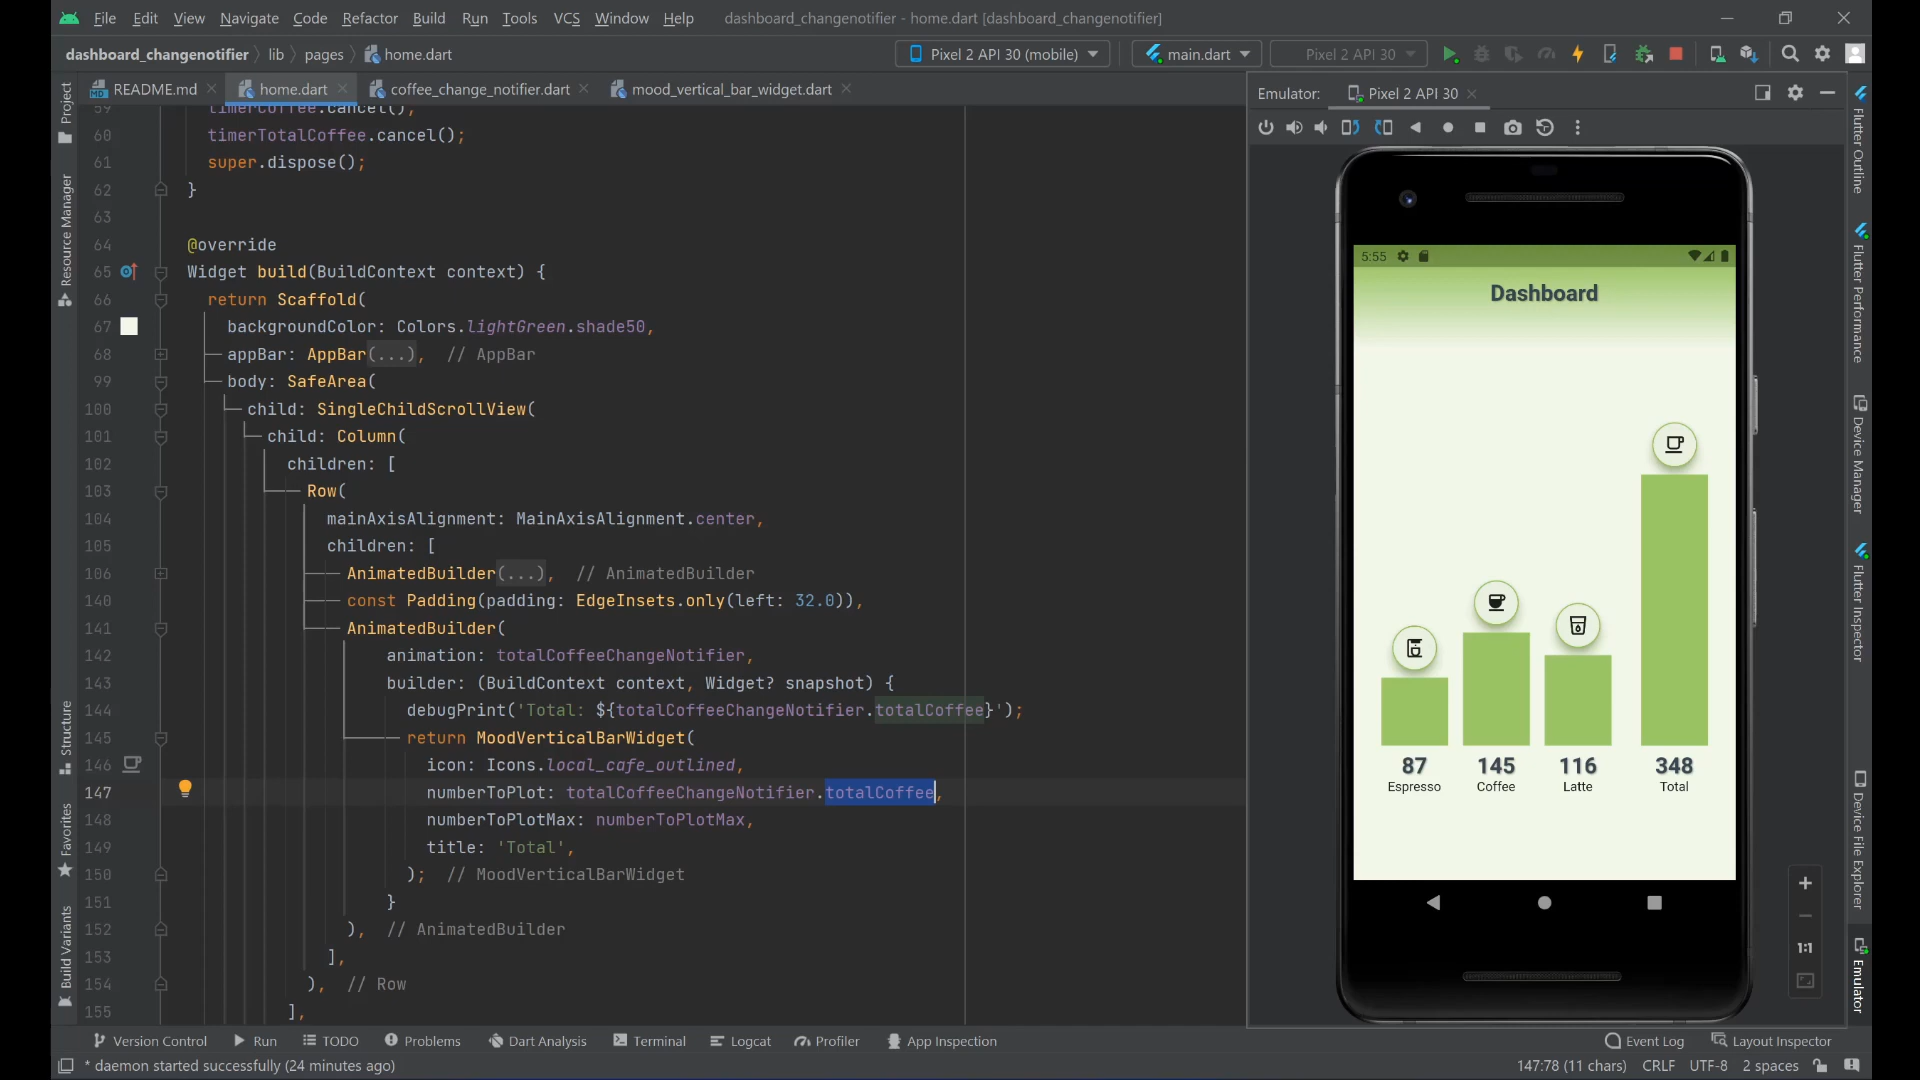 File Edit View Navigate Code Refactor Build Run Tools VCS Window Help dashboard_changenotifier - home.dart [dashboard_changenotifier]
dashboard_changenotifier lib pages home.dart Pixel 2 API 30 (mobile) main.dart Pixel 2 API 30
README.md home.dart coffee_change_notifier.dart mood_vertical_bar_widget.dart
Emulator: Pixel 2 API 30
59 timerCoffee.cancel();
60 timerTotalCoffee.cancel();
61 super.dispose();
62 }
63
64 @override
65 Widget build(BuildContext context) {
66 return Scaffold(
67 backgroundColor: Colors.lightGreen.shade50,
68 appBar: AppBar(...), // AppBar
99 body: SafeArea(
100 child: SingleChildScrollView(
101 child: Column(
102 children: [
103 Row(
104 mainAxisAlignment: MainAxisAlignment.center,
105 children: [
106 AnimatedBuilder(...), // AnimatedBuilder
140 const Padding(padding: EdgeInsets.only(left: 32.0)),
141 AnimatedBuilder(
142 animation: totalCoffeeChangeNotifier,
143 builder: (BuildContext context, Widget? snapshot) {
144 debugPrint('Total: ${totalCoffeeChangeNotifier.totalCoffee}');
145 return MoodVerticalBarWidget(
146 icon: Icons.local_cafe_outlined,
147 numberToPlot: totalCoffeeChangeNotifier.totalCoffee,
148 numberToPlotMax: numberToPlotMax,
149 title: 'Total',
150 ); // MoodVerticalBarWidget
151 }
152 ), // AnimatedBuilder
153 ],
154 ), // Row
155 ],
Project
Resource Manager
Structure
Favorites
Build Variants
5:55
Dashboard
87 145 116 348
Espresso Coffee Latte Total
1:1
Flutter Outline
Flutter Performance
Device Manager
Flutter Inspector
Device File Explorer
Emulator
Version Control Run TODO Problems Dart Analysis Terminal Logcat Profiler App Inspection Event Log Layout Inspector
* daemon started successfully (24 minutes ago) 147:78 (11 chars) CRLF UTF-8 2 spaces